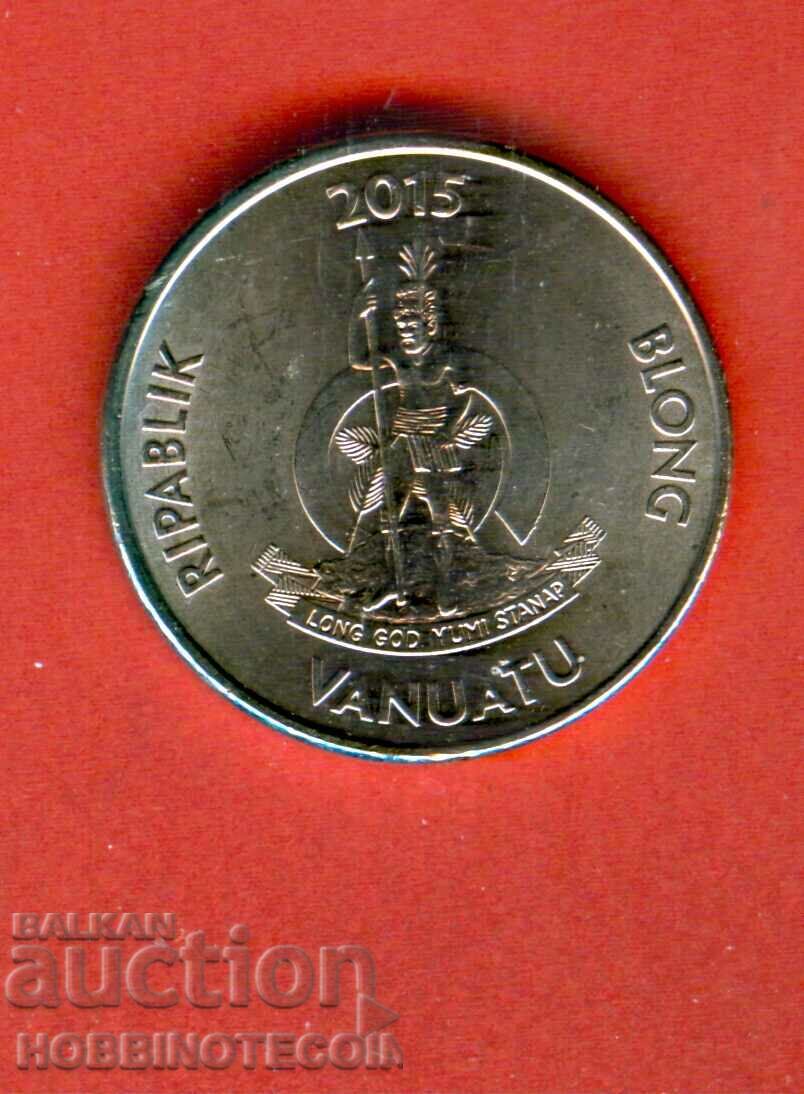 2015
RIPABLIK
BLONG
LONG GOD YUMI STANAP
VANUATU
BALKAN
auction
HOBBINOTECOIN